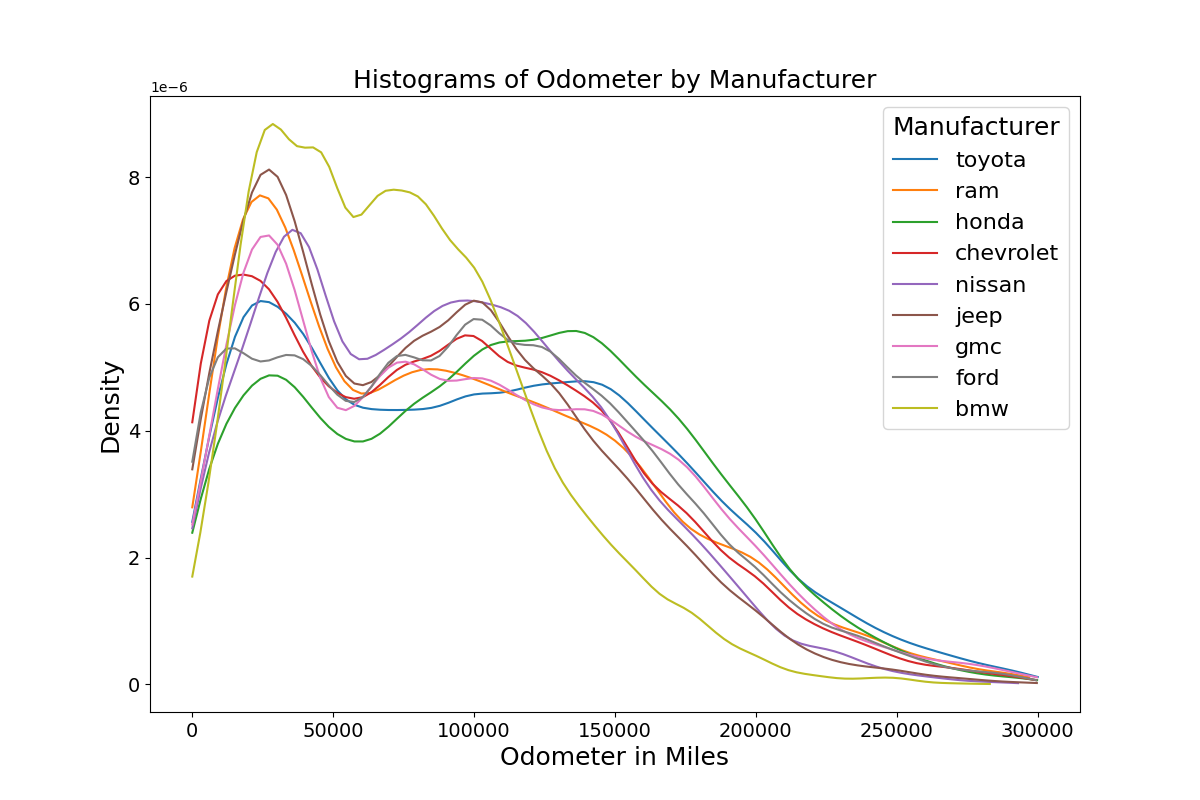 Histograms of Odometer by Manufacturer
1e−6
Manufacturer
toyota
ram
honda
chevrolet
nissan
jeep
gmc
ford
bmw
Density
8
6
4
2
0
0 50000 100000 150000 200000 250000 300000
Odometer in Miles